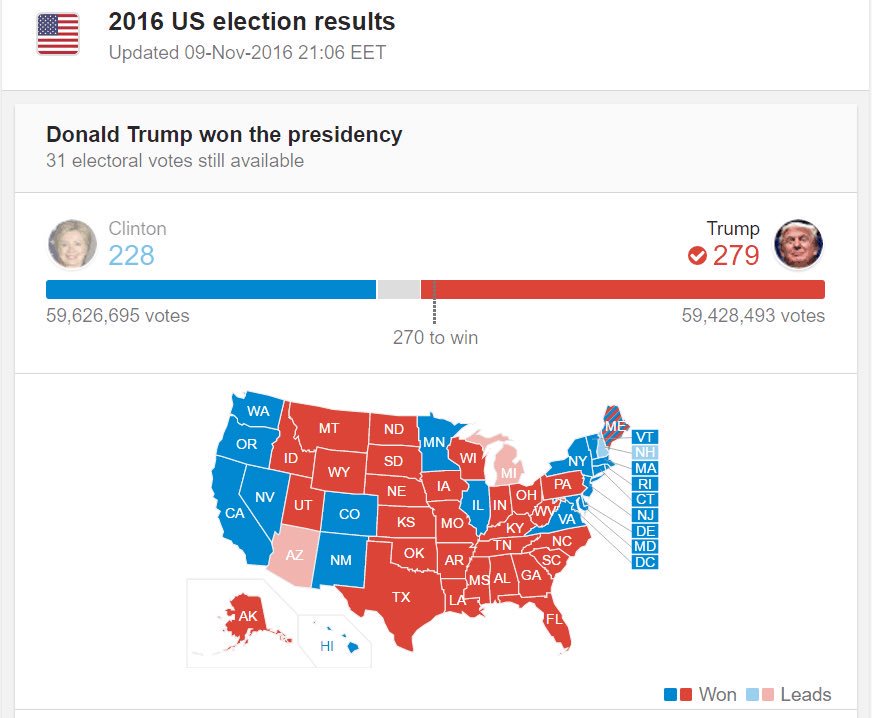 2016 US election results
Updated 09-Nov-2016 21:06 EET
Donald Trump won the presidency
31 electoral votes still available
Clinton
228
Trump
279
59,626,695 votes
59,428,493 votes
270 to win
WA
OR
CA
NV
ID
MT
WY
UT
AZ
CO
NM
ND
SD
NE
KS
OK
TX
MN
IA
MO
AR
LA
WI
IL
MI
IN
OH
KY
TN
MS
AL
GA
FL
SC
NC
VA
WV
PA
NY
ME
VT
NH
MA
RI
CT
NJ
DE
MD
DC
AK
HI
Won
Leads